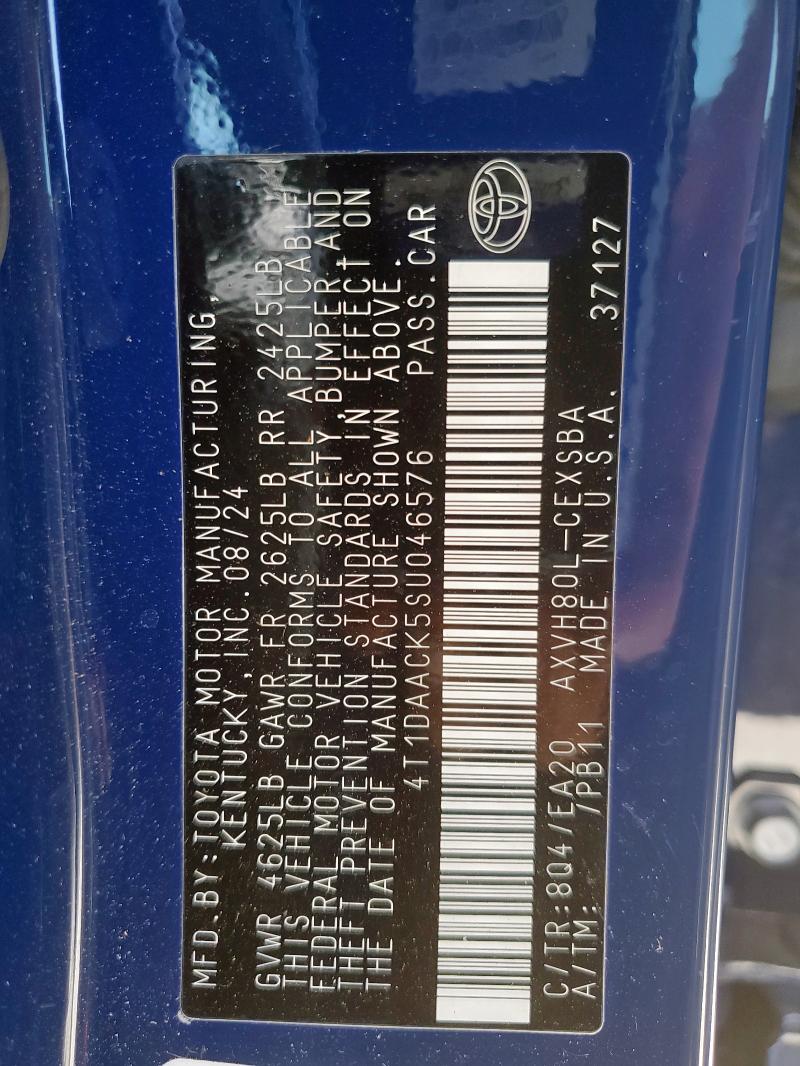 MFD.BY:TOYOTA MOTOR MANUFACTURING,
KENTUCKY,INC.08/24
GVWR 4625LB GAWR FR 2625LB RR 2425LB
THIS VEHICLE CONFORMS TO ALL APPLICABLE
FEDERAL MOTOR VEHICLE SAFETY,BUMPER,AND
THEFT PREVENTION STANDARDS IN EFFECT ON
THE DATE OF MANUFACTURE SHOWN ABOVE.
4T1DAACK5SU046576 PASS.CAR
C/TR:8Q4/EA20 AXVH80L-CEXSBA
A/TM: /PB11 MADE IN U.S.A. 37127